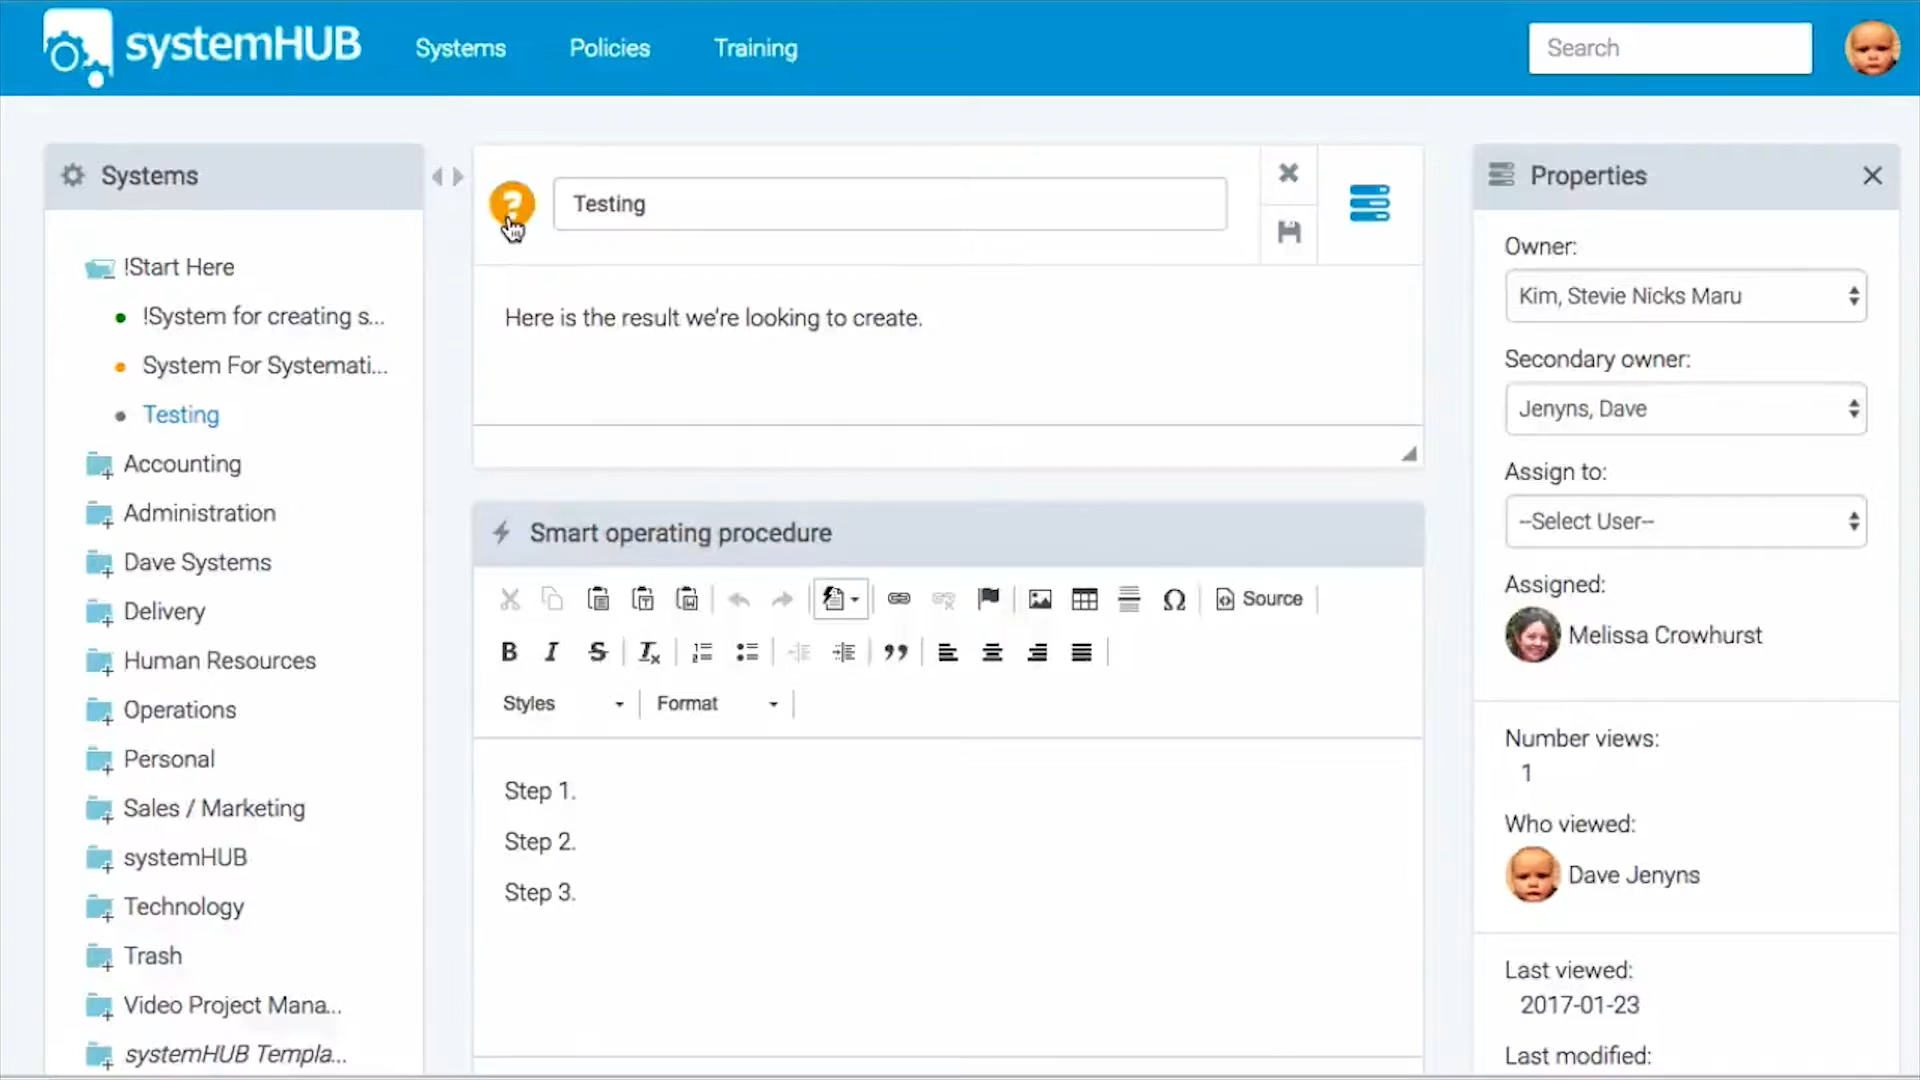 systemHUB
Systems
Policies
Training
Search
Systems
!Start Here
!System for creating s...
System For Systemati...
Testing
Accounting
Administration
Dave Systems
Delivery
Human Resources
Operations
Personal
Sales / Marketing
systemHUB
Technology
Trash
Video Project Mana...
systemHUB Templa...
?
Testing
Here is the result we're looking to create.
Smart operating procedure
Source
Styles
Format
Step 1.
Step 2.
Step 3.
Properties
Owner:
Kim, Stevie Nicks Maru
Secondary owner:
Jenyns, Dave
Assign to:
--Select User--
Assigned:
Melissa Crowhurst
Number views:
1
Who viewed:
Dave Jenyns
Last viewed:
2017-01-23
Last modified: